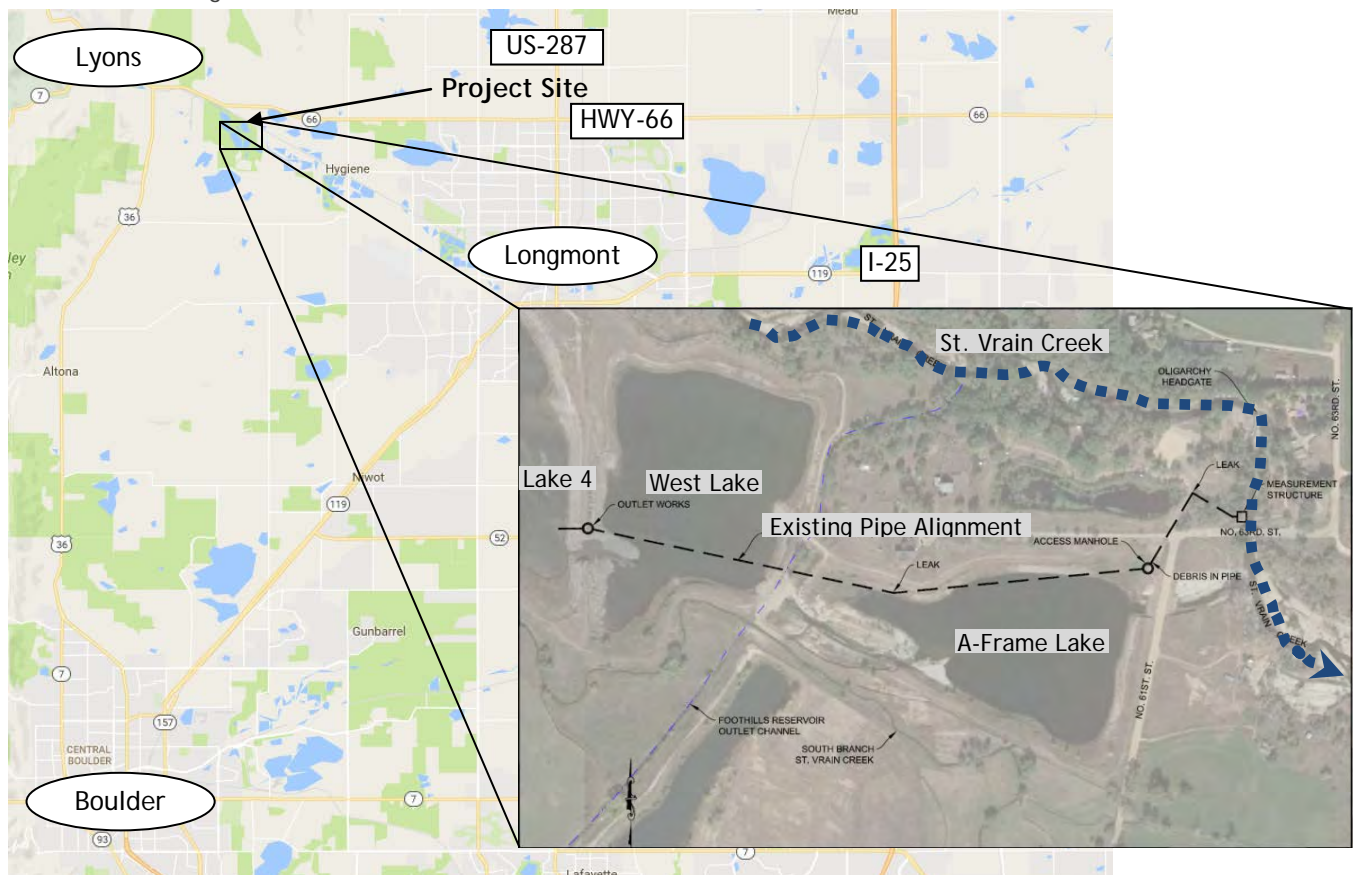 Mead
Lyons
US-287
7
Project Site
66
HWY-66
66
Hygiene
36
ley
Longmont
119
I-25
Altona
Niwot
119
52
36
Gunbarrel
7
157
CENTRAL
BOULDER
Boulder
7
7
93
7
Lafayette
St. Vrain Creek
OLIGARCHY
HEADGATE
NO. 63RD. ST.
Lake 4
West Lake
OUTLET WORKS
LEAK
MEASUREMENT
STRUCTURE
Existing Pipe Alignment
NO. 63RD. ST.
ACCESS MANHOLE
LEAK
DEBRIS IN PIPE
ST. VRAIN CREEK
A-Frame Lake
NO. 61ST. ST.
FOOTHILLS RESERVOIR
OUTLET CHANNEL
SOUTH BRANCH
ST. VRAIN CREEK